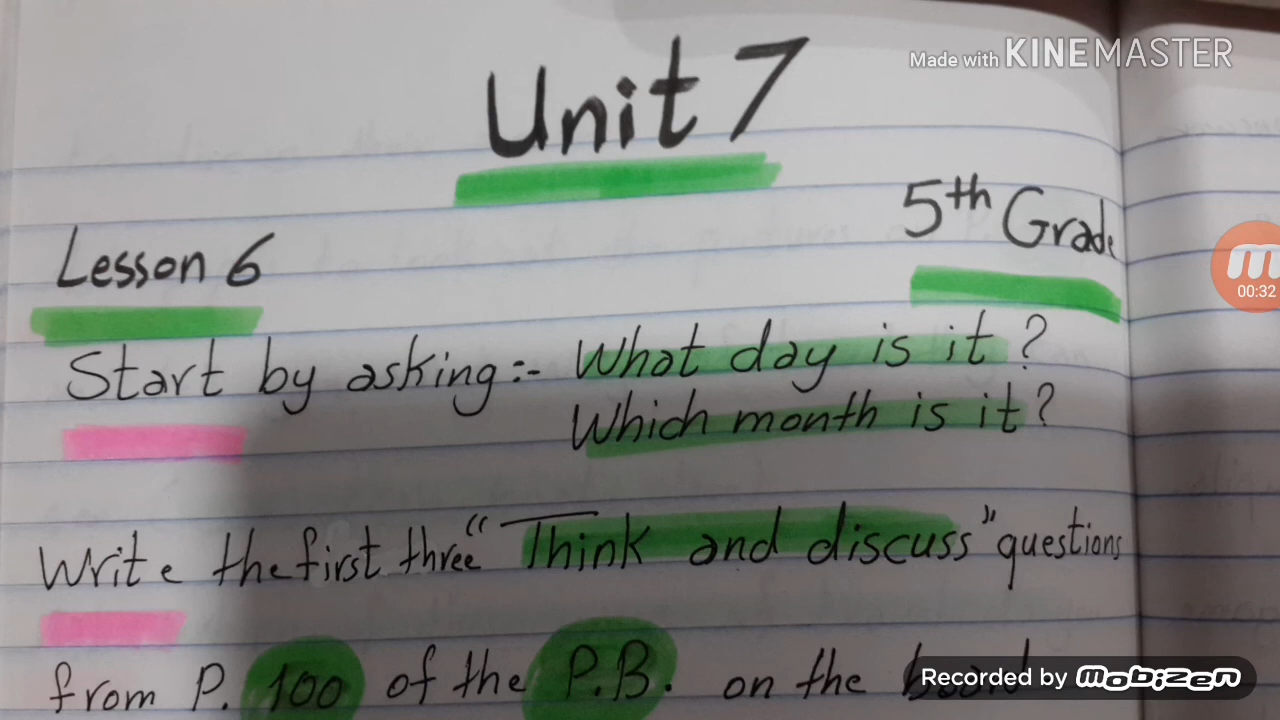 Made with KINEMASTER
Unit 7
5th Grade
Lesson 6
00:32
Start by asking:- What day is it?
Which month is it?
Write the first three "Think and discuss" questions
from P. 100 of the P.B. on the board
Recorded by mobizen